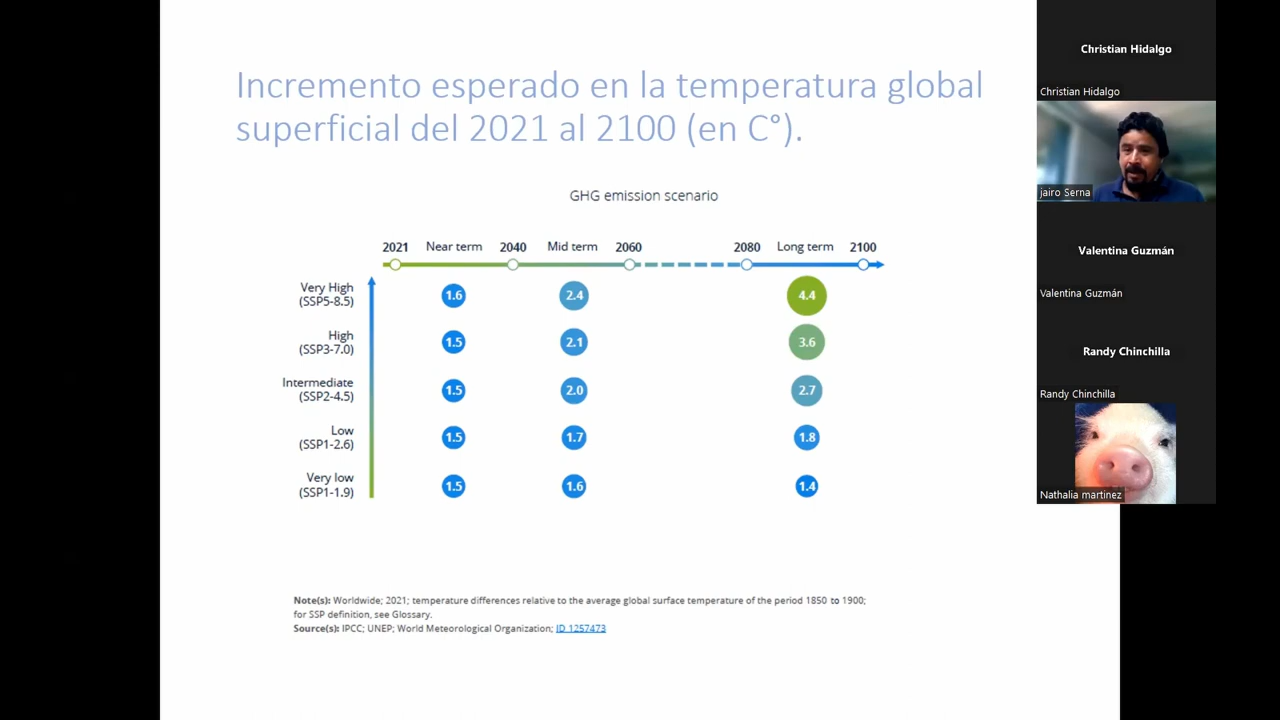 Incremento esperado en la temperatura global
superficial del 2021 al 2100 (en C°).
GHG emission scenario
2021 Near term 2040 Mid term 2060 2080 Long term 2100
Very High
(SSP5-8.5)
1.6 2.4 4.4
High
(SSP3-7.0)
1.5 2.1 3.6
Intermediate
(SSP2-4.5)
1.5 2.0 2.7
Low
(SSP1-2.6)
1.5 1.7 1.8
Very low
(SSP1-1.9)
1.5 1.6 1.4
Note(s): Worldwide; 2021; temperature differences relative to the average global surface temperature of the period 1850 to 1900;
for SSP definition, see Glossary.
Source(s): IPCC; UNEP; World Meteorological Organization; ID 1257473
Christian Hidalgo
Christian Hidalgo
jairo Serna
Valentina Guzmán
Valentina Guzmán
Randy Chinchilla
Randy Chinchilla
Nathalia martinez